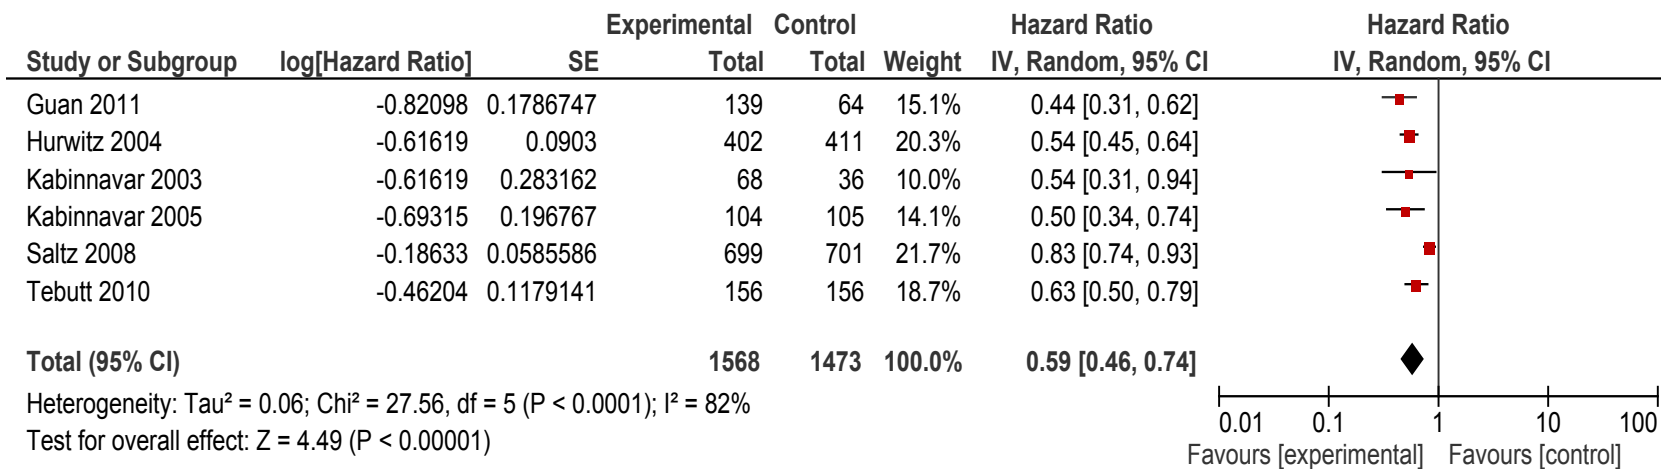 Experimental Control Hazard Ratio Hazard Ratio
Study or Subgroup log[Hazard Ratio] SE Total Total Weight IV, Random, 95% CI IV, Random, 95% CI
Guan 2011 -0.82098 0.1786747 139 64 15.1% 0.44 [0.31, 0.62]
Hurwitz 2004 -0.61619 0.0903 402 411 20.3% 0.54 [0.45, 0.64]
Kabinnavar 2003 -0.61619 0.283162 68 36 10.0% 0.54 [0.31, 0.94]
Kabinnavar 2005 -0.69315 0.196767 104 105 14.1% 0.50 [0.34, 0.74]
Saltz 2008 -0.18633 0.0585586 699 701 21.7% 0.83 [0.74, 0.93]
Tebutt 2010 -0.46204 0.1179141 156 156 18.7% 0.63 [0.50, 0.79]
Total (95% CI) 1568 1473 100.0% 0.59 [0.46, 0.74]
Heterogeneity: Tau² = 0.06; Chi² = 27.56, df = 5 (P < 0.0001); I² = 82%
Test for overall effect: Z = 4.49 (P < 0.00001)
0.01 0.1 1 10 100
Favours [experimental] Favours [control]